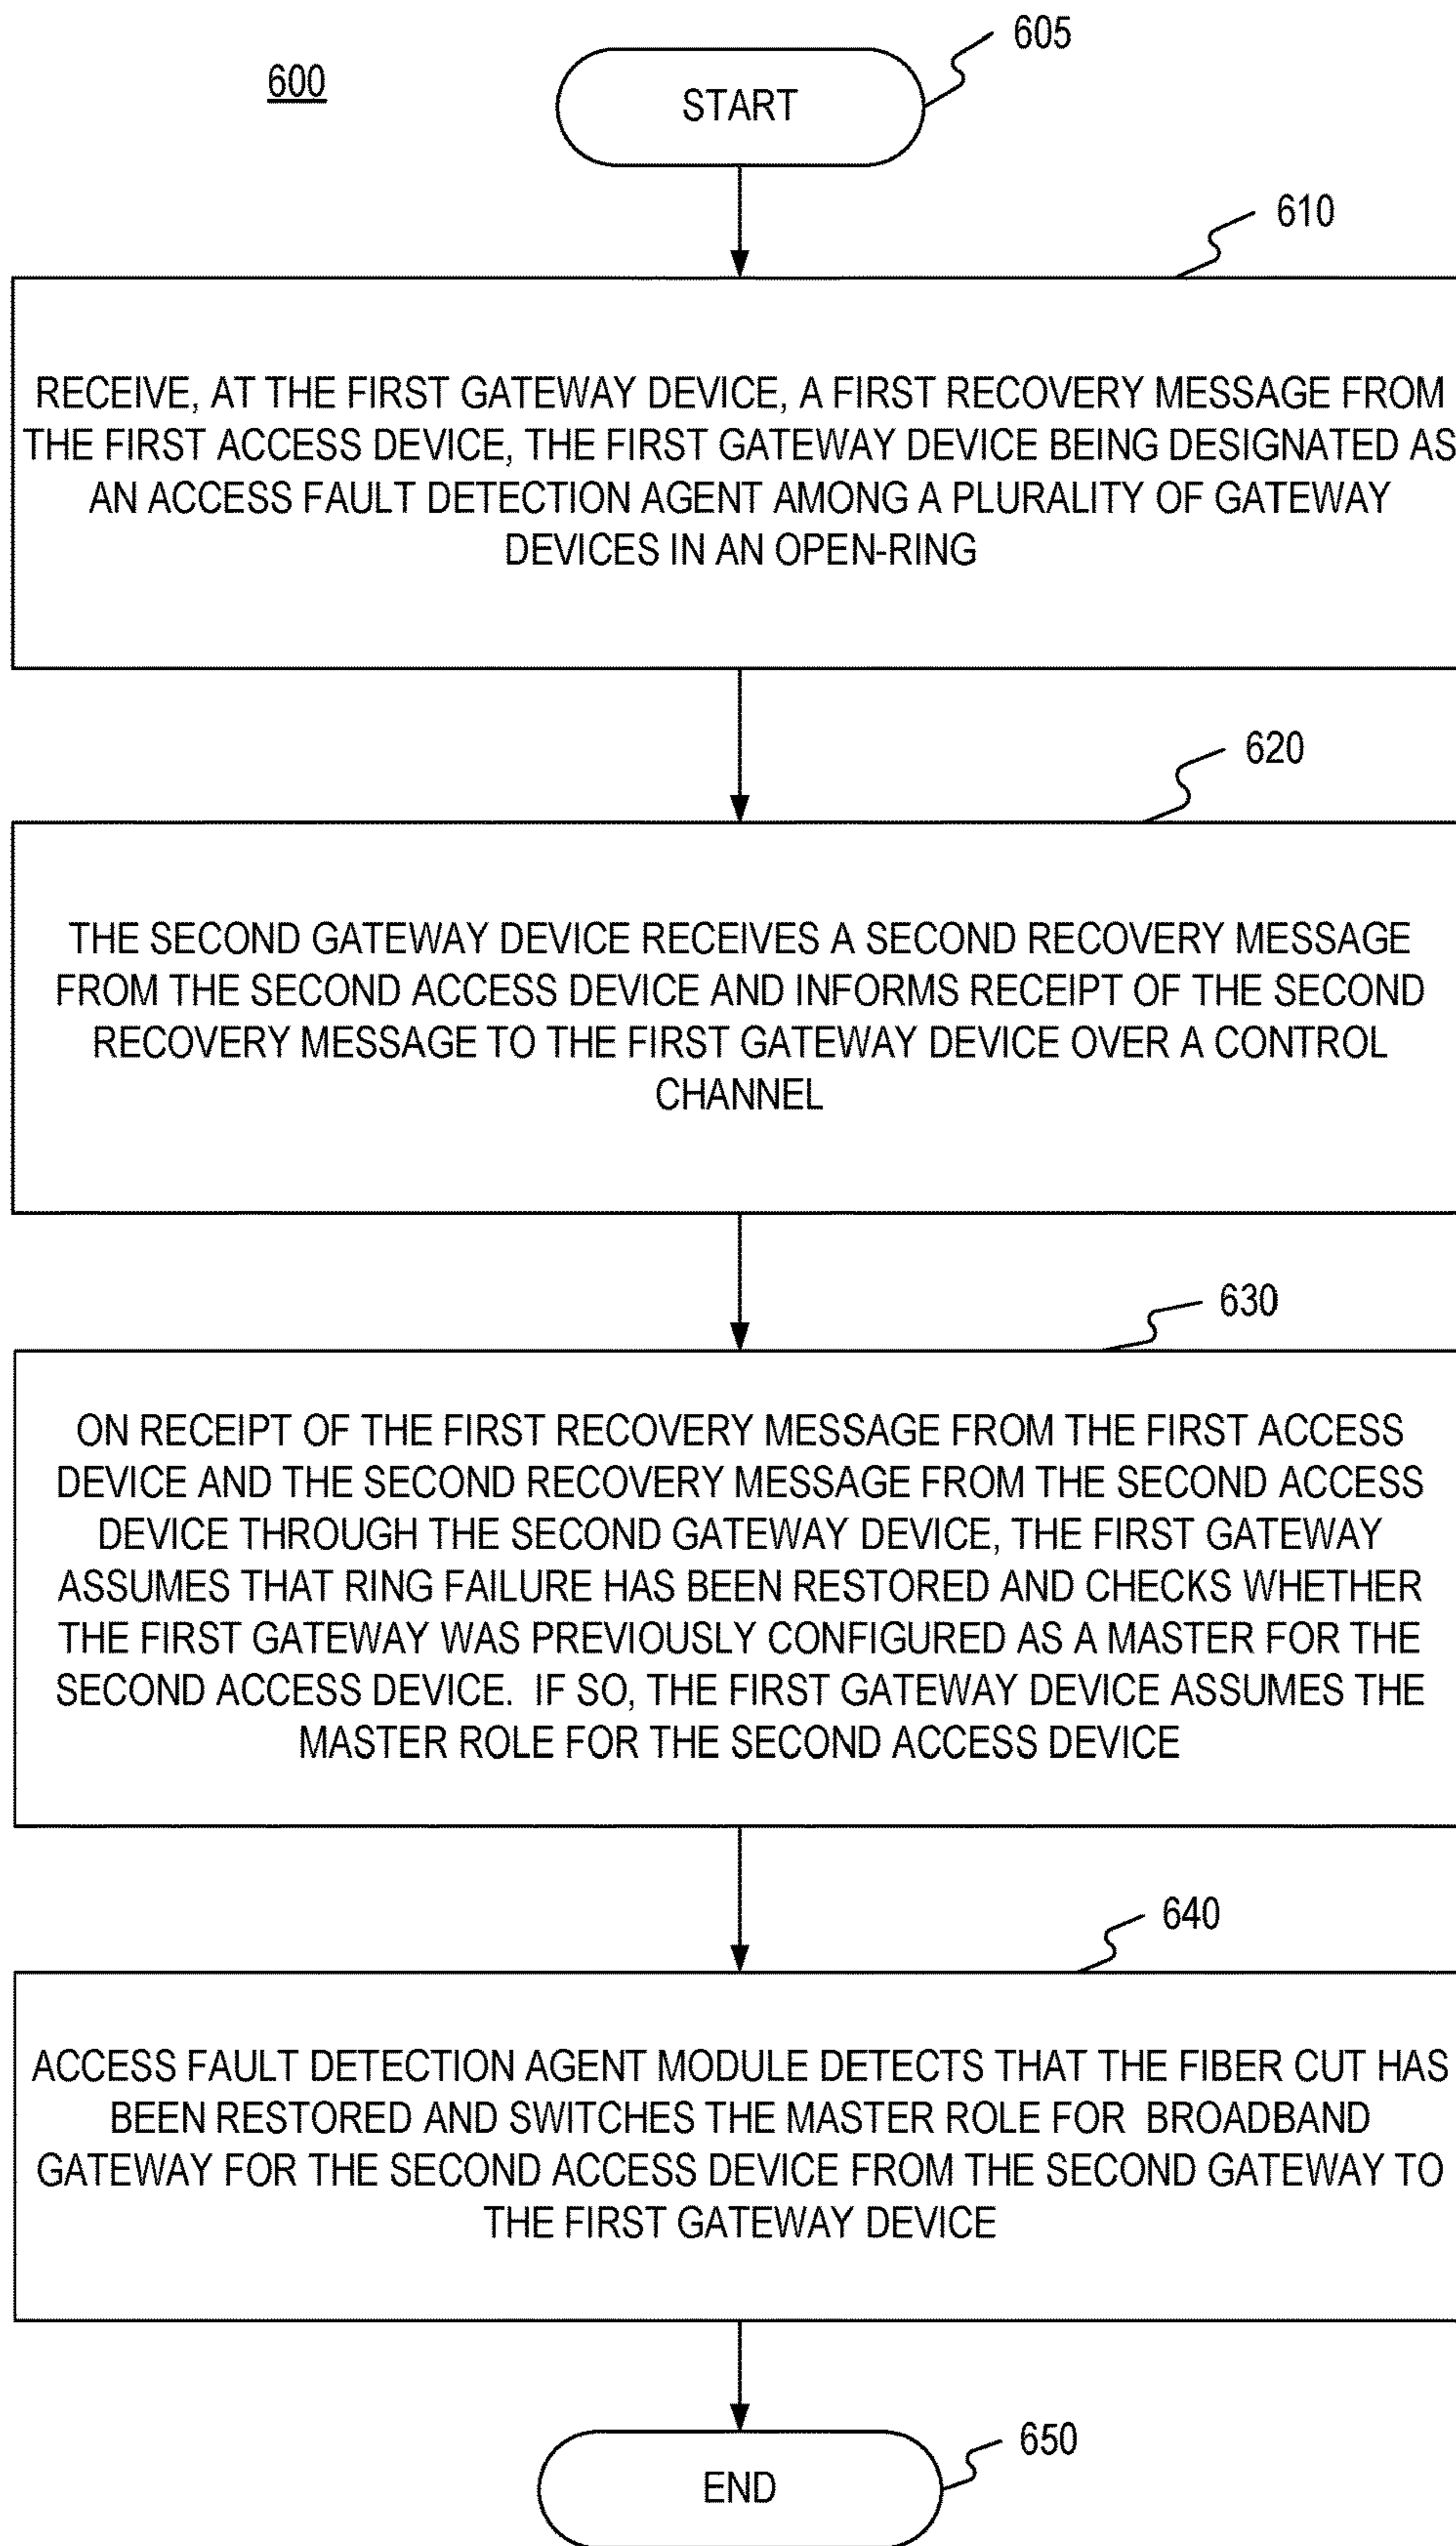 600
605
START
610
RECEIVE, AT THE FIRST GATEWAY DEVICE, A FIRST RECOVERY MESSAGE FROM
THE FIRST ACCESS DEVICE, THE FIRST GATEWAY DEVICE BEING DESIGNATED AS
AN ACCESS FAULT DETECTION AGENT AMONG A PLURALITY OF GATEWAY
DEVICES IN AN OPEN-RING
620
THE SECOND GATEWAY DEVICE RECEIVES A SECOND RECOVERY MESSAGE
FROM THE SECOND ACCESS DEVICE AND INFORMS RECEIPT OF THE SECOND
RECOVERY MESSAGE TO THE FIRST GATEWAY DEVICE OVER A CONTROL
CHANNEL
630
ON RECEIPT OF THE FIRST RECOVERY MESSAGE FROM THE FIRST ACCESS
DEVICE AND THE SECOND RECOVERY MESSAGE FROM THE SECOND ACCESS
DEVICE THROUGH THE SECOND GATEWAY DEVICE, THE FIRST GATEWAY
ASSUMES THAT RING FAILURE HAS BEEN RESTORED AND CHECKS WHETHER
THE FIRST GATEWAY WAS PREVIOUSLY CONFIGURED AS A MASTER FOR THE
SECOND ACCESS DEVICE. IF SO, THE FIRST GATEWAY DEVICE ASSUMES THE
MASTER ROLE FOR THE SECOND ACCESS DEVICE
640
ACCESS FAULT DETECTION AGENT MODULE DETECTS THAT THE FIBER CUT HAS
BEEN RESTORED AND SWITCHES THE MASTER ROLE FOR BROADBAND
GATEWAY FOR THE SECOND ACCESS DEVICE FROM THE SECOND GATEWAY TO
THE FIRST GATEWAY DEVICE
650
END